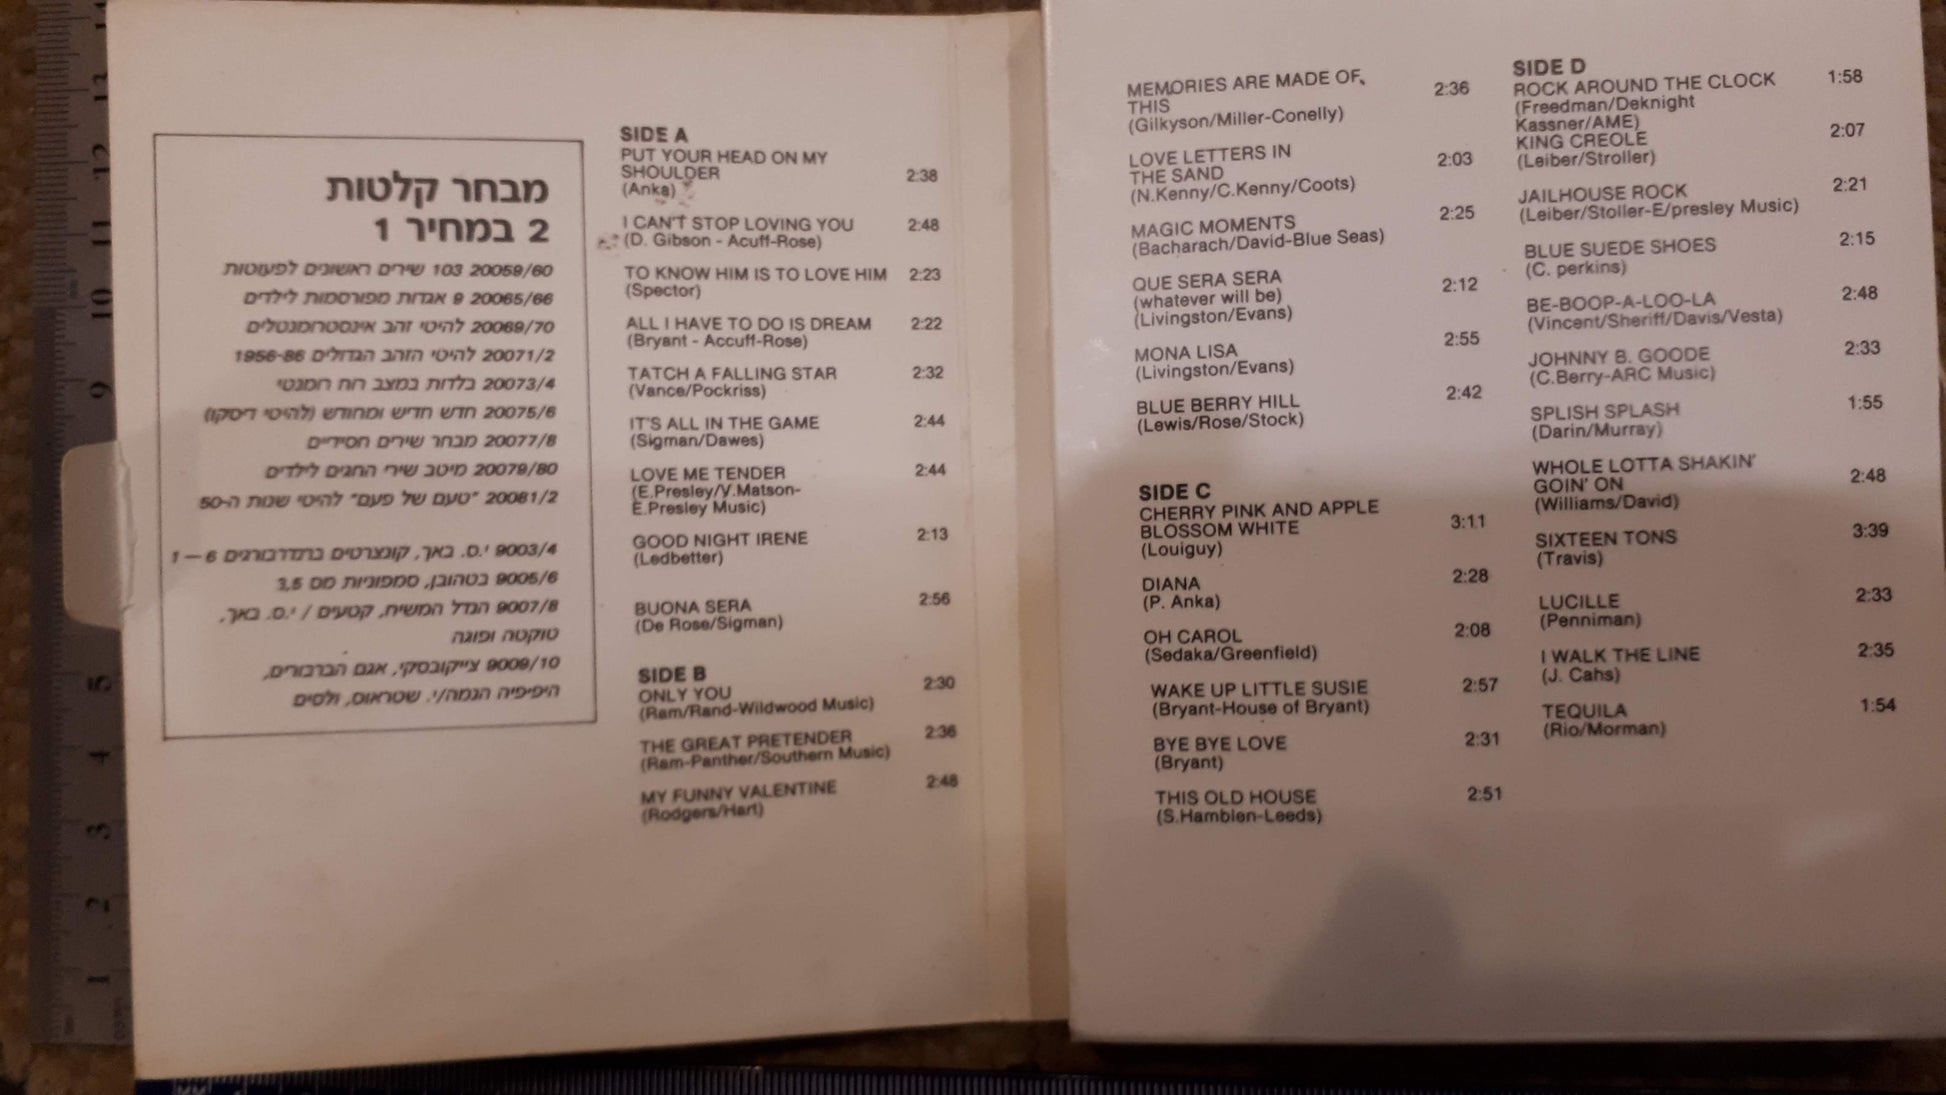 מבחר קלטות
2 במחיר 1
20059/60 103 שירים ראשונים לפעוטות
20065/66 9 אגדות מפורסמות לילדים
20069/70 להיטי זהב אינסטרומנטלים
20071/2 להיטי הזהב הגדולים 1956-86
20073/4 בלדות במצב רוח רומנטי
20075/6 חדש חדיש ומחודש (להיטי דיסקו)
20077/8 מבחר שירים חסידיים
20079/80 מיטב שירי החגים לילדים
20081/2 "טעם של פעם" להיטי שנות ה-50
9003/4 י.ס. באך, קונצרטים ברנדרבורגים 6 – 1
9005/6 בטהובן, סמפוניות מס 3,5
9007/8 הנדל המשיח, קטעים / י.ס. באך,
טוקטה ופוגה
9009/10 צייקובסקי, אגם הברבורים,
היפיפיה הנמה/י. שטראוס, ולסים
SIDE A
PUT YOUR HEAD ON MY
SHOULDER 2:38
(Anka)
I CAN'T STOP LOVING YOU 2:48
(D. Gibson - Acuff-Rose)
TO KNOW HIM IS TO LOVE HIM 2:23
(Spector)
ALL I HAVE TO DO IS DREAM 2:22
(Bryant - Accuff-Rose)
TATCH A FALLING STAR 2:32
(Vance/Pockriss)
IT'S ALL IN THE GAME 2:44
(Sigman/Dawes)
LOVE ME TENDER 2:44
(E.Presley/V.Matson-
E.Presley Music)
GOOD NIGHT IRENE 2:13
(Ledbetter)
BUONA SERA 2:56
(De Rose/Sigman)
SIDE B
ONLY YOU 2:30
(Ram/Rand-Wildwood Music)
THE GREAT PRETENDER 2:36
(Ram-Panther/Southern Music)
MY FUNNY VALENTINE 2:48
(Rodgers/Hart)
MEMORIES ARE MADE OF 2:36
THIS
(Gilkyson/Miller-Conelly)
LOVE LETTERS IN 2:03
THE SAND
(N.Kenny/C.Kenny/Coots)
MAGIC MOMENTS 2:25
(Bacharach/David-Blue Seas)
QUE SERA SERA 2:12
(whatever will be)
(Livingston/Evans)
MONA LISA 2:55
(Livingston/Evans)
BLUE BERRY HILL 2:42
(Lewis/Rose/Stock)
SIDE C
CHERRY PINK AND APPLE
BLOSSOM WHITE 3:11
(Louiguy)
DIANA 2:28
(P. Anka)
OH CAROL 2:08
(Sedaka/Greenfield)
WAKE UP LITTLE SUSIE 2:57
(Bryant-House of Bryant)
BYE BYE LOVE 2:31
(Bryant)
THIS OLD HOUSE 2:51
(S.Hamblen-Leeds)
SIDE D
ROCK AROUND THE CLOCK 1:58
(Freedman/Deknight
Kassner/AME)
KING CREOLE 2:07
(Leiber/Stroller)
JAILHOUSE ROCK 2:21
(Leiber/Stoller-E/presley Music)
BLUE SUEDE SHOES 2:15
(C. perkins)
BE-BOOP-A-LOO-LA 2:48
(Vincent/Sheriff/Davis/Vesta)
JOHNNY B. GOODE 2:33
(C.Berry-ARC Music)
SPLISH SPLASH 1:55
(Darin/Murray)
WHOLE LOTTA SHAKIN'
GOIN' ON 2:48
(Williams/David)
SIXTEEN TONS 3:39
(Travis)
LUCILLE 2:33
(Penniman)
I WALK THE LINE 2:35
(J. Cahs)
TEQUILA 1:54
(Rio/Morman)
13
12
11
10
9
5
4
3
2
1